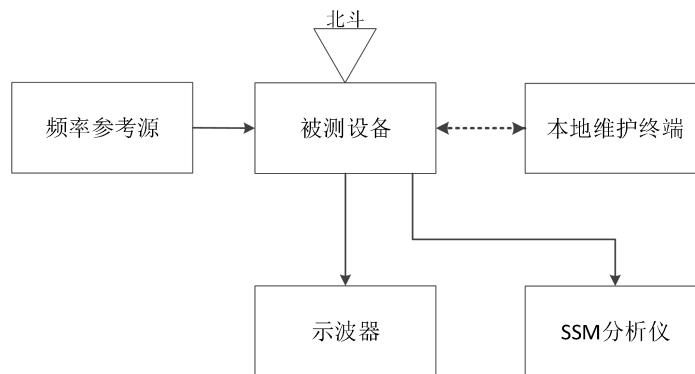 北斗
频率参考源
被测设备
本地维护终端
示波器
SSM分析仪